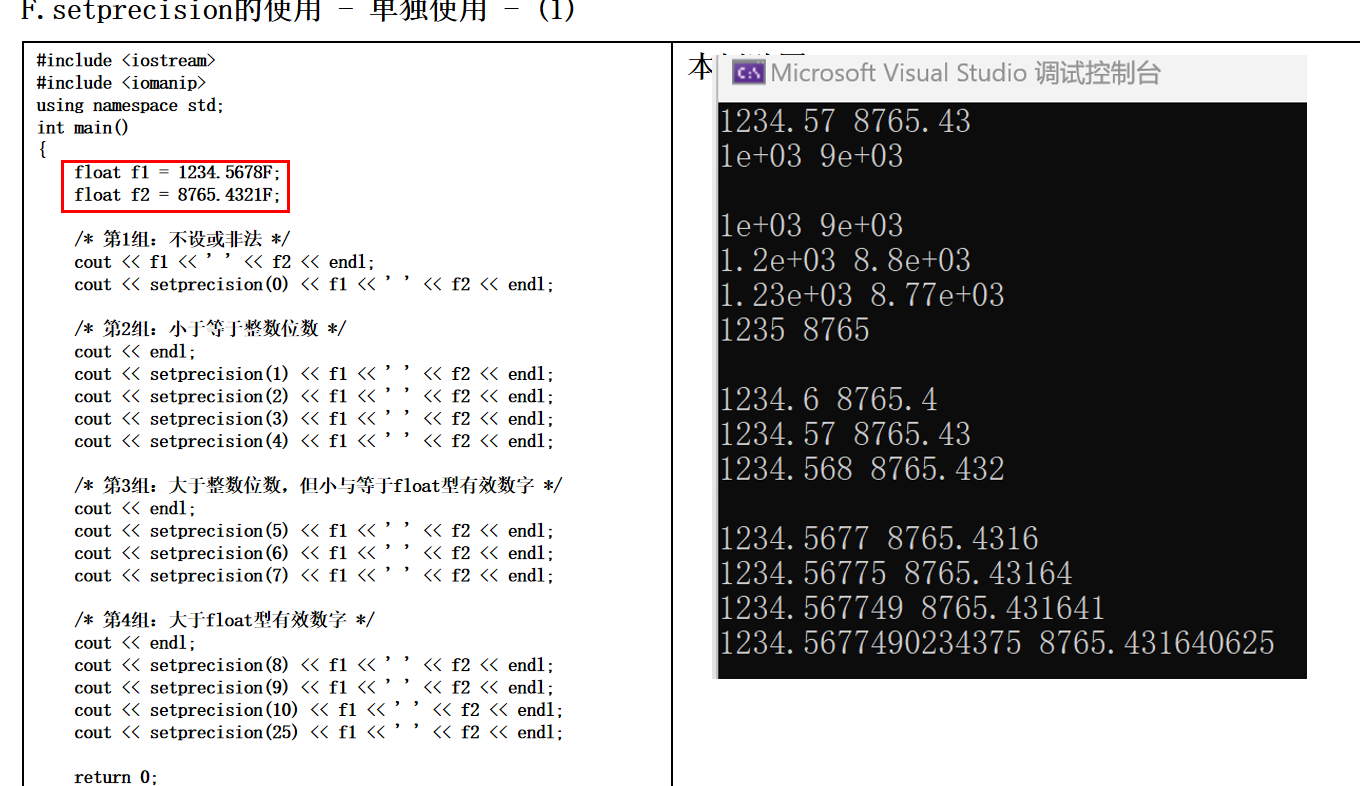 F.setprecision的使用 - 单独使用 - (1)
#include <iostream>
#include <iomanip>
using namespace std;
int main()
{
float f1 = 1234.5678F;
float f2 = 8765.4321F;
/* 第1组：不设或非法 */
cout << f1 << ' ' << f2 << endl;
cout << setprecision(0) << f1 << ' ' << f2 << endl;
/* 第2组：小于等于整数位数 */
cout << endl;
cout << setprecision(1) << f1 << ' ' << f2 << endl;
cout << setprecision(2) << f1 << ' ' << f2 << endl;
cout << setprecision(3) << f1 << ' ' << f2 << endl;
cout << setprecision(4) << f1 << ' ' << f2 << endl;
/* 第3组：大于整数位数，但小与等于float型有效数字 */
cout << endl;
cout << setprecision(5) << f1 << ' ' << f2 << endl;
cout << setprecision(6) << f1 << ' ' << f2 << endl;
cout << setprecision(7) << f1 << ' ' << f2 << endl;
/* 第4组：大于float型有效数字 */
cout << endl;
cout << setprecision(8) << f1 << ' ' << f2 << endl;
cout << setprecision(9) << f1 << ' ' << f2 << endl;
cout << setprecision(10) << f1 << ' ' << f2 << endl;
cout << setprecision(25) << f1 << ' ' << f2 << endl;
return 0;
本
Microsoft Visual Studio 调试控制台
1234.57 8765.43
1e+03 9e+03
1e+03 9e+03
1.2e+03 8.8e+03
1.23e+03 8.77e+03
1235 8765
1234.6 8765.4
1234.57 8765.43
1234.568 8765.432
1234.5677 8765.4316
1234.56775 8765.43164
1234.567749 8765.431641
1234.5677490234375 8765.431640625